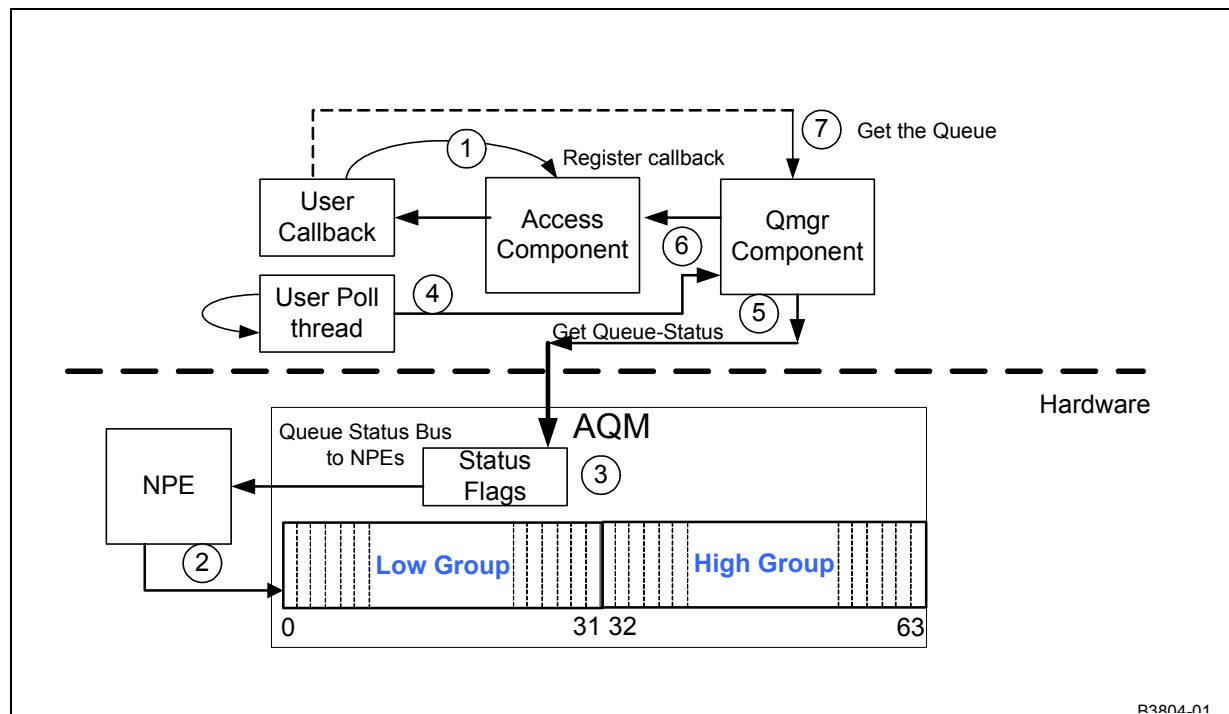 7
Get the Queue
1
Register callback
User
Callback
Access
Component
Qmgr
Component
6
User Poll
thread
4
5
Get Queue-Status
Hardware
AQM
Queue Status Bus
to NPEs
Status
Flags
3
NPE
2
Low Group
High Group
0
31
32
63
B3804-01